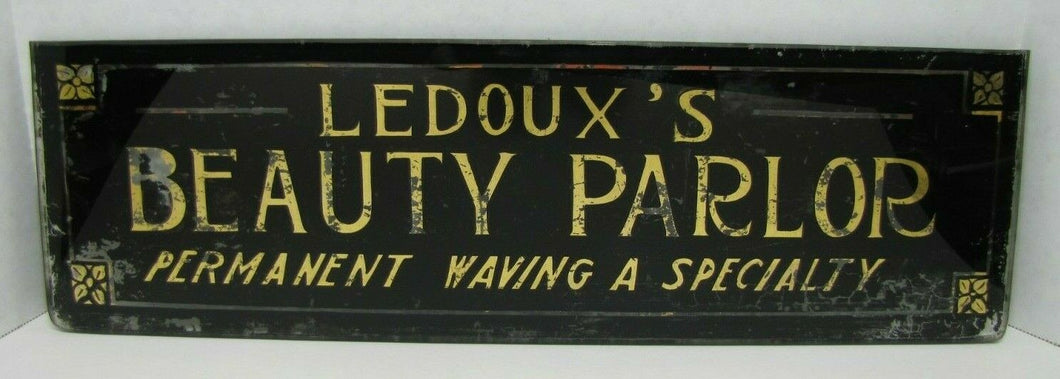 LEDOUX'S
BEAUTY PARLOR
PERMANENT WAVING A SPECIALTY